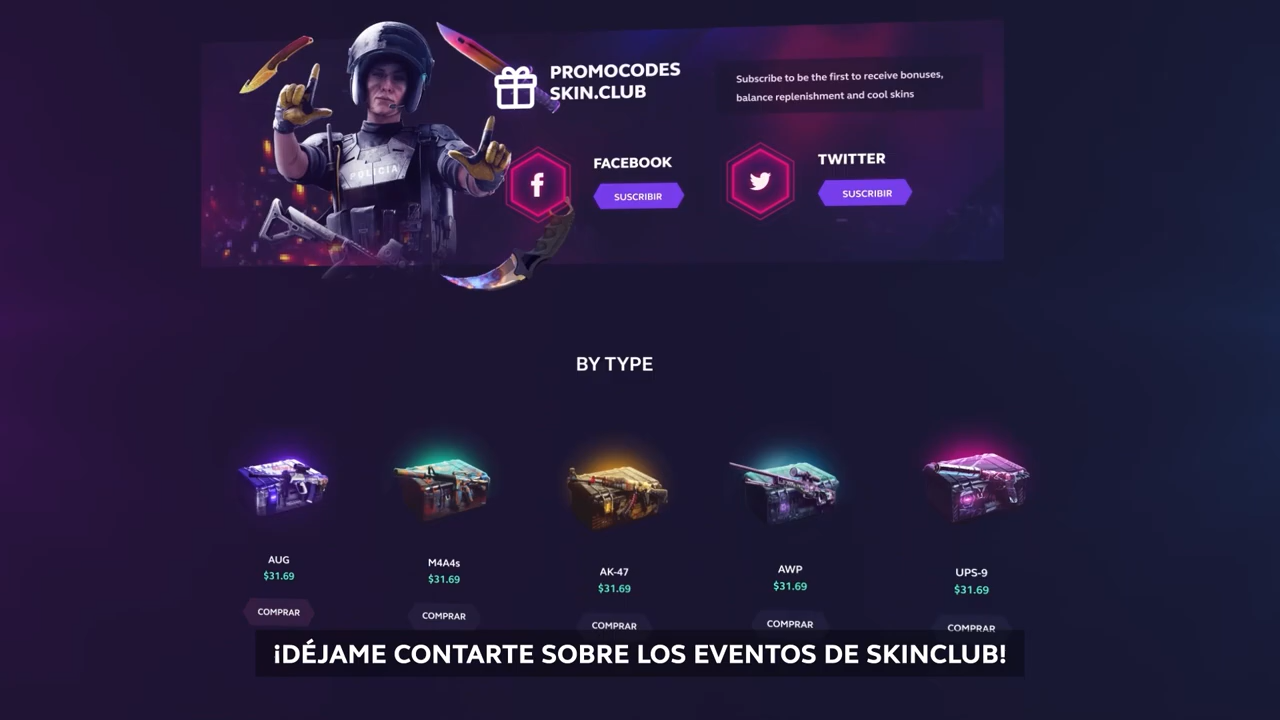 PROMOCODES
SKIN.CLUB
Subscribe to be the first to receive bonuses,
balance replenishment and cool skins
POLICIA
FACEBOOK
SUSCRIBIR
TWITTER
SUSCRIBIR
BY TYPE
AUG
$31.69
COMPRAR
M4A4s
$31.69
COMPRAR
AK-47
$31.69
COMPRAR
AWP
$31.69
COMPRAR
UPS-9
$31.69
COMPRAR
¡DÉJAME CONTARTE SOBRE LOS EVENTOS DE SKINCLUB!